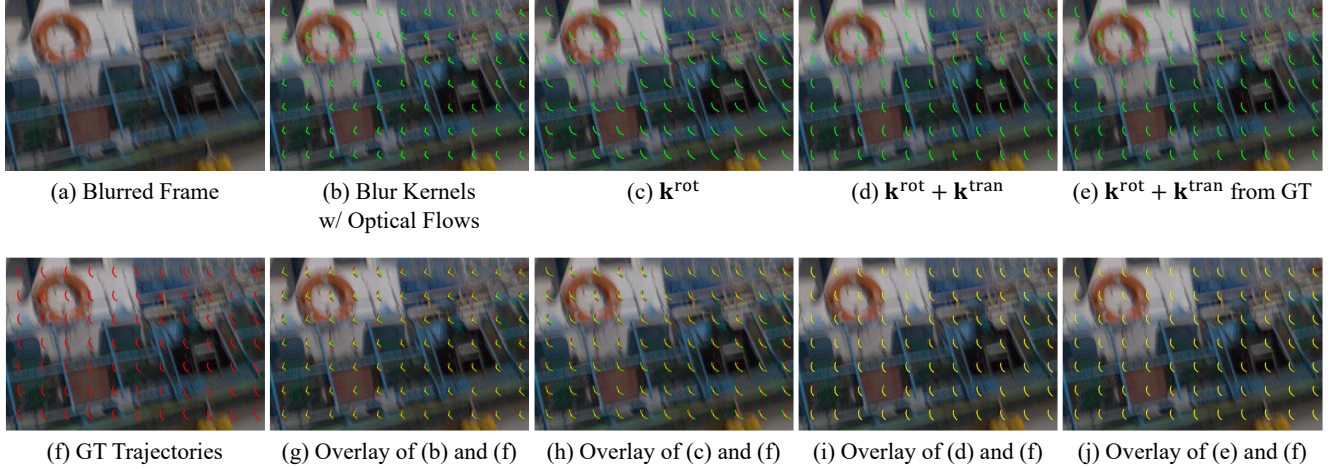 (a) Blurred Frame
(b) Blur Kernels
w/ Optical Flows
(c) k^rot
(d) k^rot + k^tran
(e) k^rot + k^tran from GT
(f) GT Trajectories
(g) Overlay of (b) and (f)
(h) Overlay of (c) and (f)
(i) Overlay of (d) and (f)
(j) Overlay of (e) and (f)